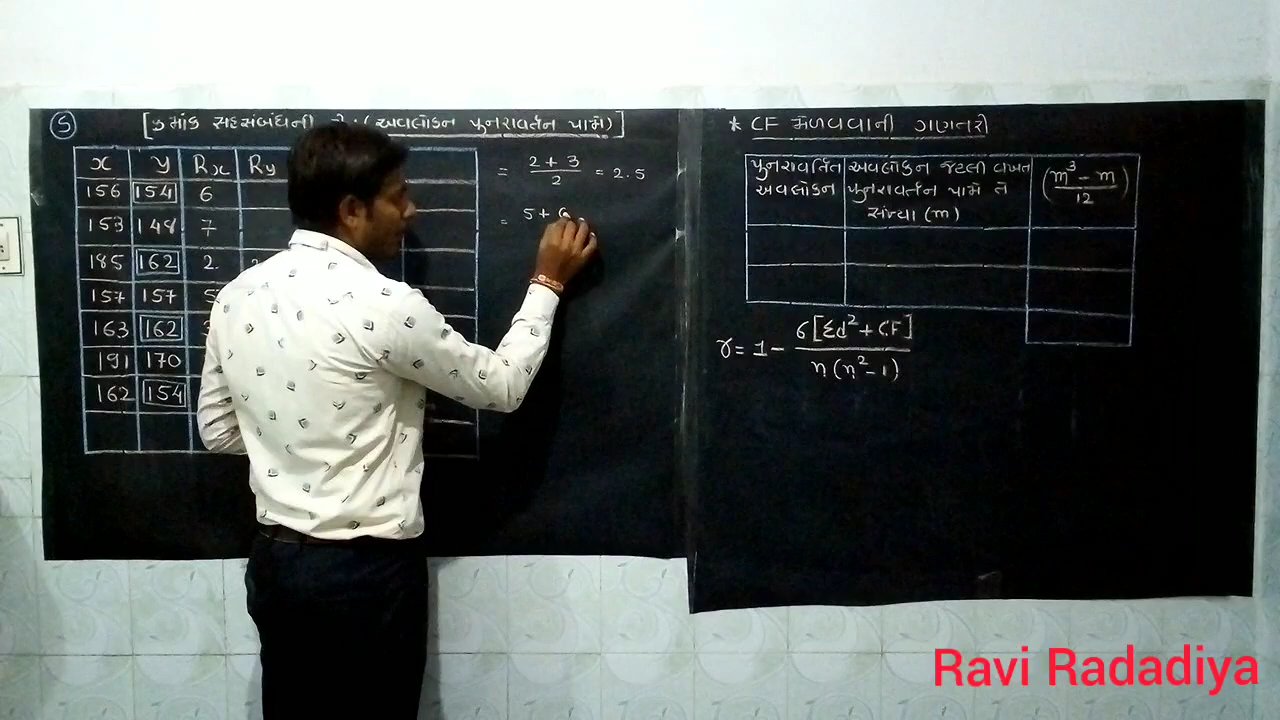 5
[ક્રમાંક સહસંબંધની (અવલોકન પુનરાવર્તન પામે)]
x y Rx Ry
156 154 6
153 148 7
185 162 2
157 157 5
163 162
191 170
162 154
= 2 + 3 / 2 = 2.5
= 5 + 6
* CF મેળવવાની ગણતરી
પુનરાવર્તિત અવલોકન જેટલી વખત (m³ - m / 12)
અવલોકન પુનરાવર્તન પામે તે
સંખ્યા (m)
r = 1 - 6[Σd² + CF] / n(n² - 1)
Ravi Radadiya